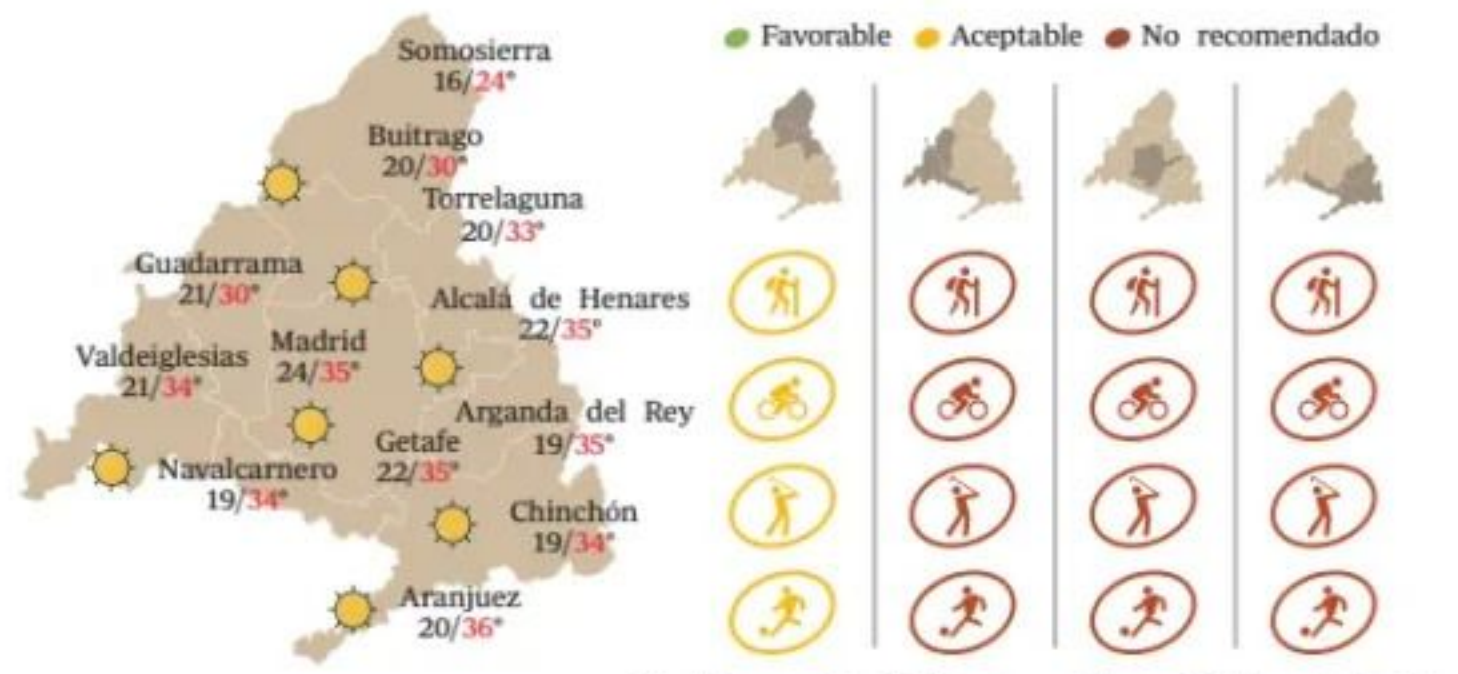 Somosierra
16/24°
Buitrago
20/30°
Torrelaguna
20/33°
Guadarrama
21/30°
Alcalá de Henares
22/35°
Madrid
24/35°
Valdeiglesias
21/34°
Arganda del Rey
19/35°
Getafe
22/35°
Navalcarnero
19/34°
Chinchón
19/34°
Aranjuez
20/36°
Favorable Aceptable No recomendado